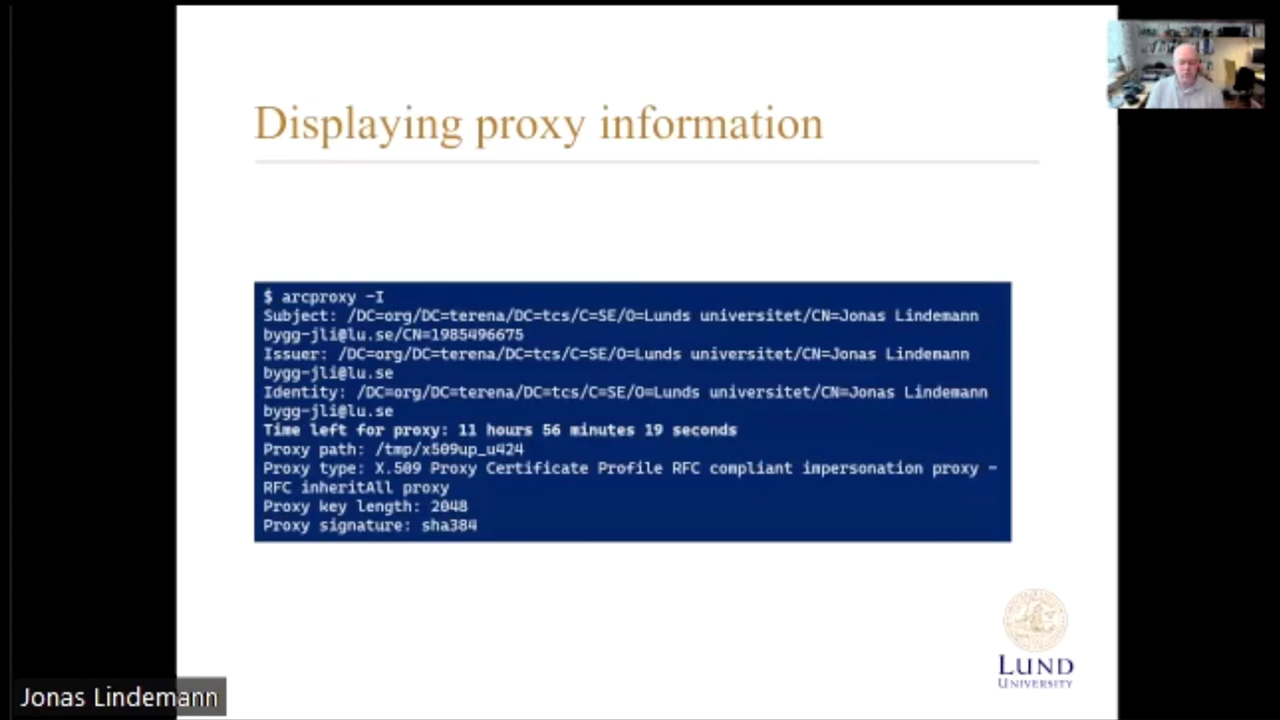 Displaying proxy information
$ arcproxy -I
Subject: /DC=org/DC=terena/DC=tcs/C=SE/O=Lunds universitet/CN=Jonas Lindemann
bygg-jli@lu.se/CN=1985496675
Issuer: /DC=org/DC=terena/DC=tcs/C=SE/O=Lunds universitet/CN=Jonas Lindemann
bygg-jli@lu.se
Identity: /DC=org/DC=terena/DC=tcs/C=SE/O=Lunds universitet/CN=Jonas Lindemann
bygg-jli@lu.se
Time left for proxy: 11 hours 56 minutes 19 seconds
Proxy path: /tmp/x509up_u424
Proxy type: X.509 Proxy Certificate Profile RFC compliant impersonation proxy -
RFC inheritAll proxy
Proxy key length: 2048
Proxy signature: sha384
LUND
UNIVERSITY
Jonas Lindemann